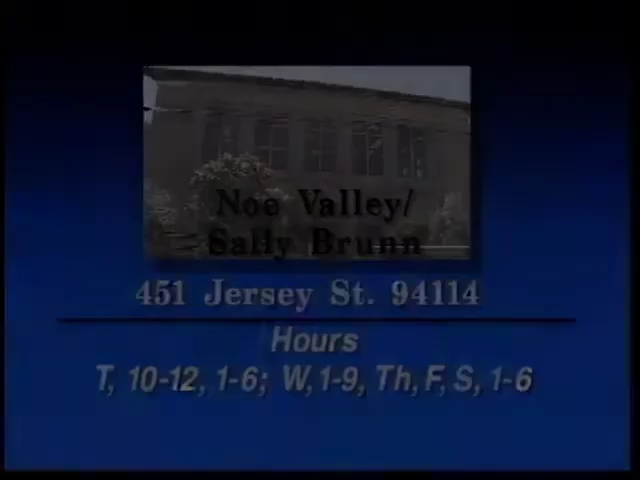 Noe Valley/
Sally Brunn
451 Jersey St. 94114
Hours
T, 10-12, 1-6; W, 1-9, Th, F, S, 1-6